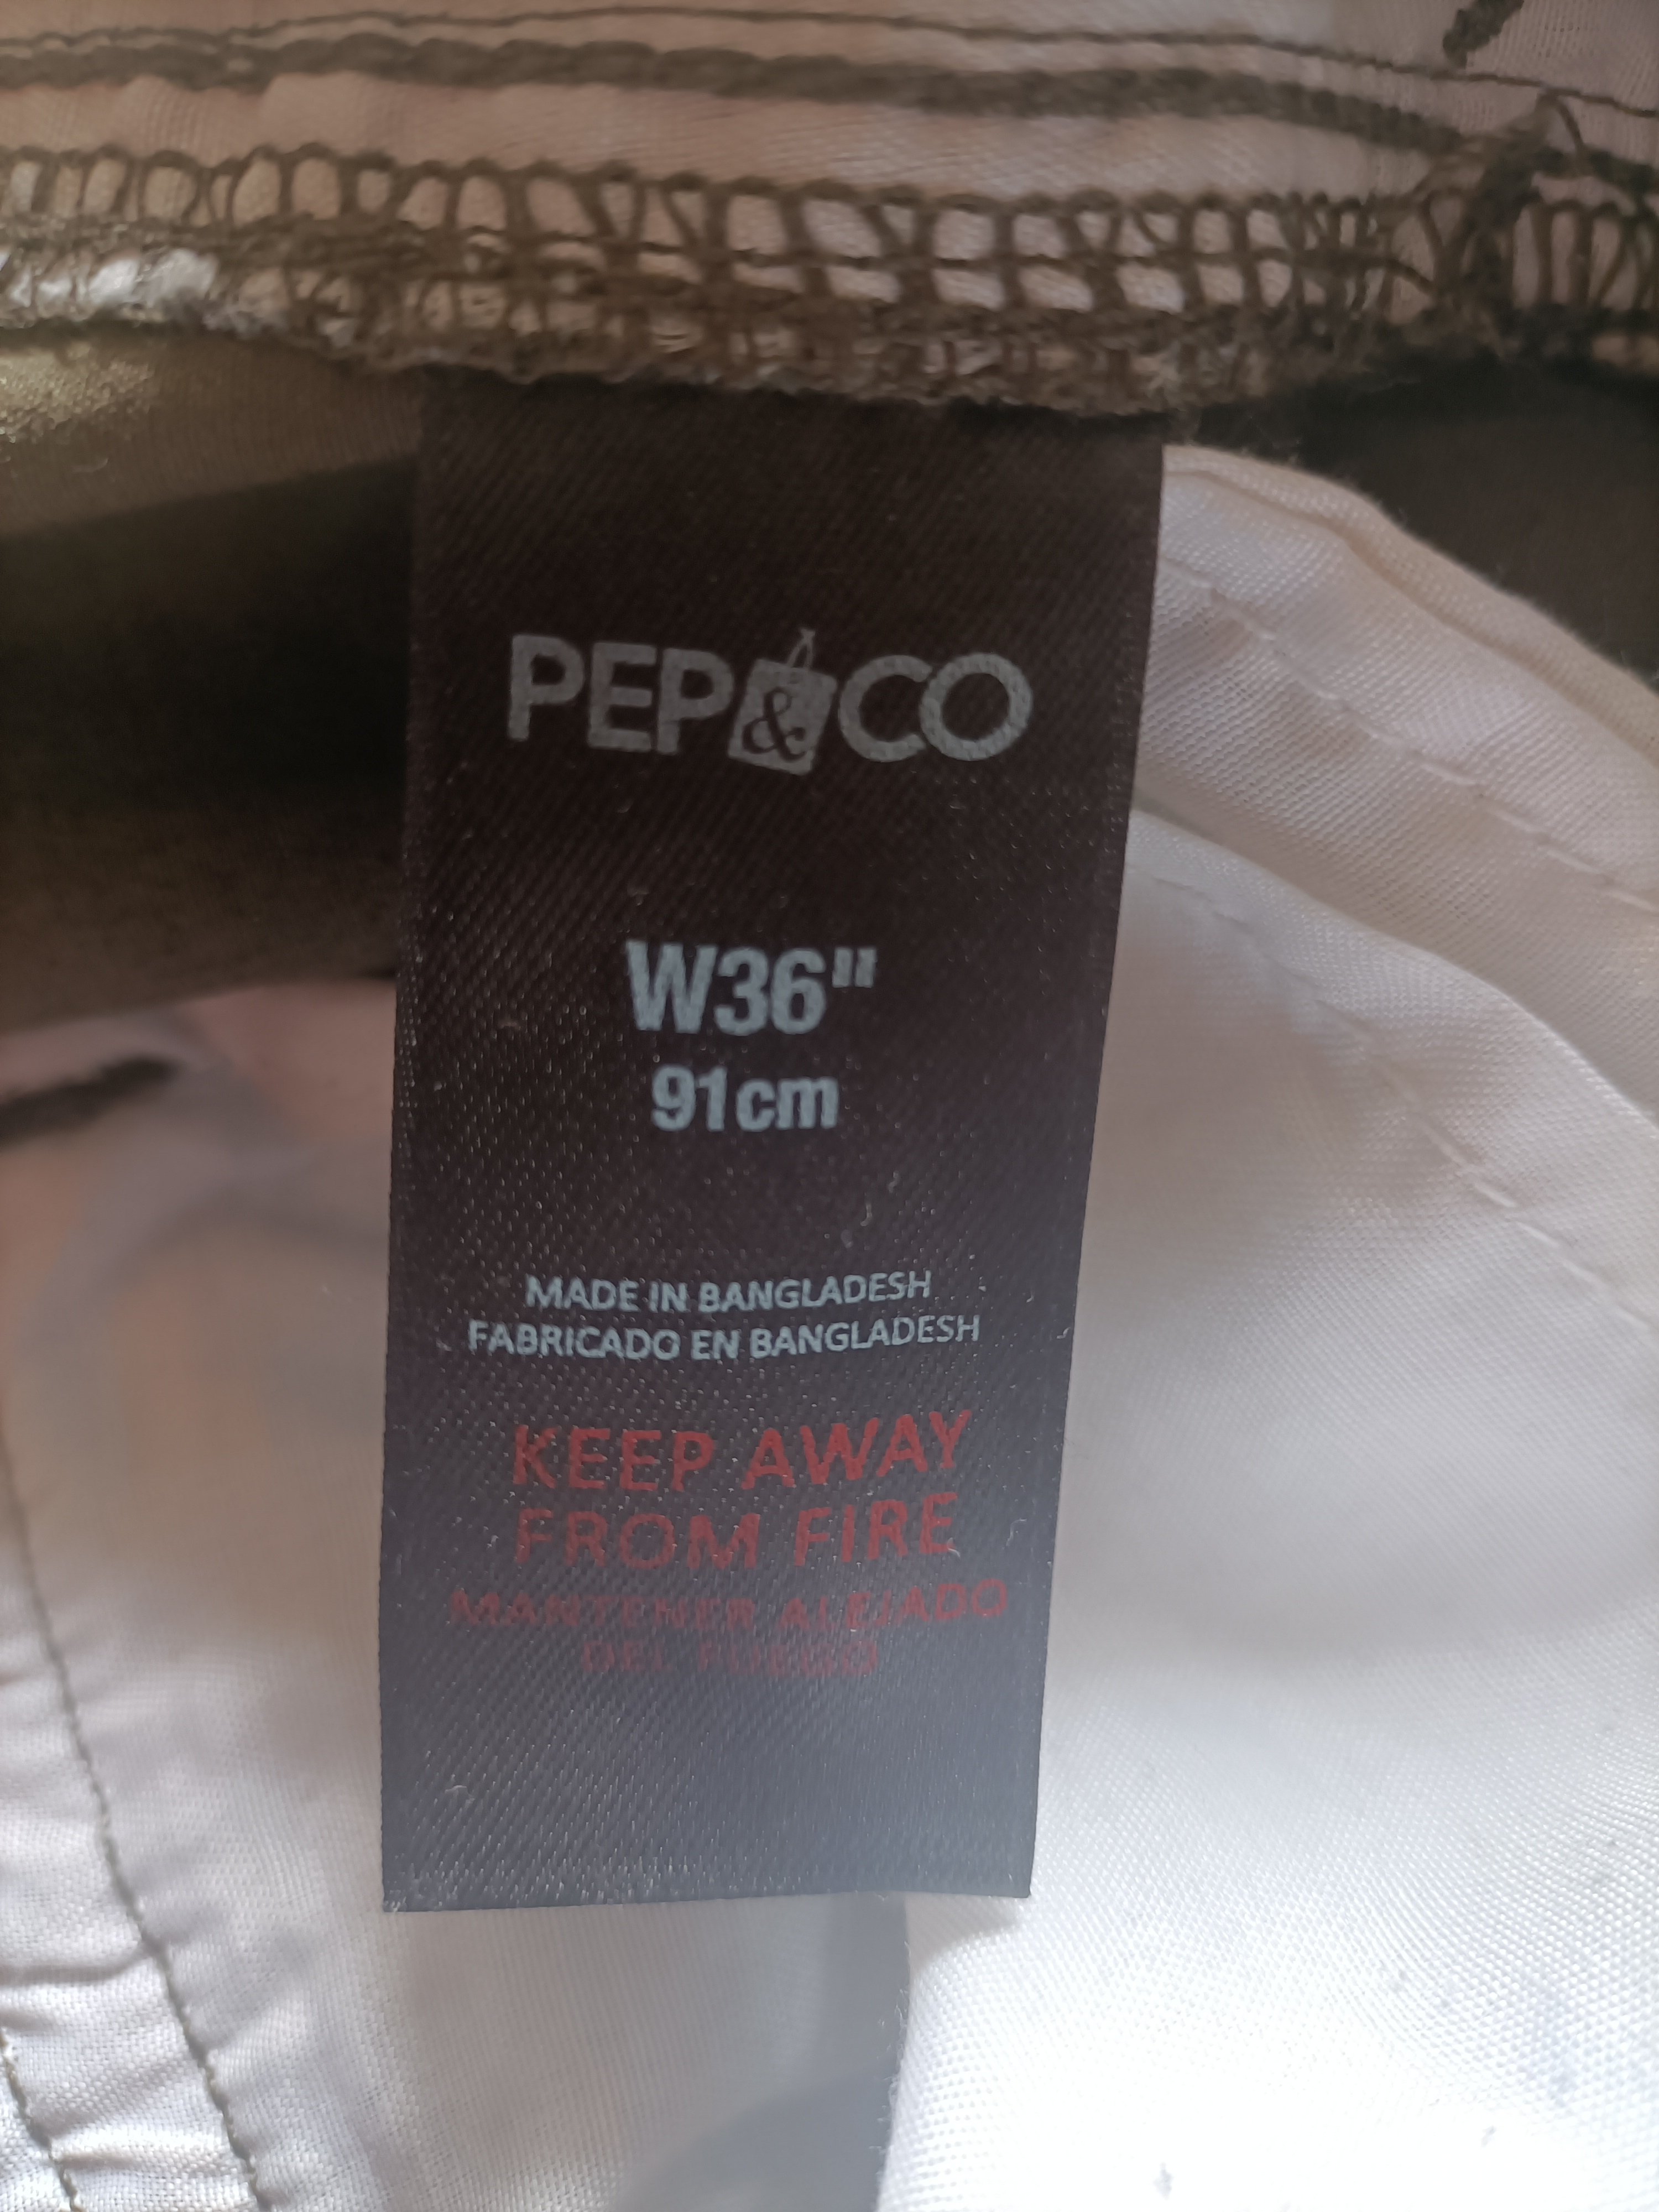 PEP&CO
W36"
91cm
MADE IN BANGLADESH
FABRICADO EN BANGLADESH
KEEP AWAY
FROM FIRE
MANTENER ALEJADO
DEL FUEGO